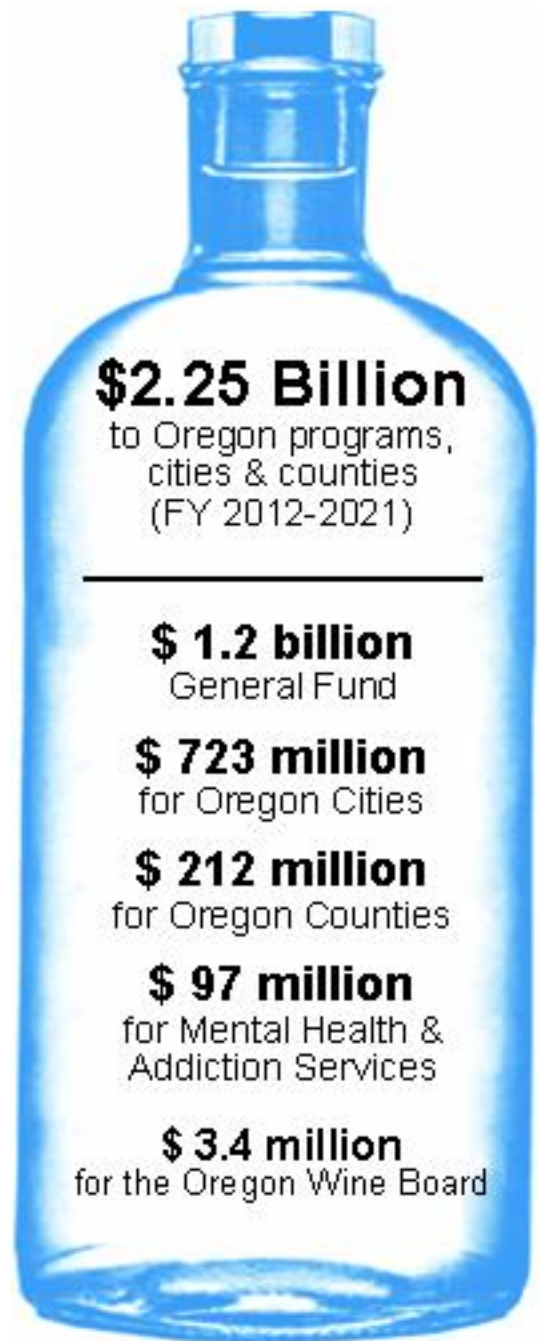 $2.25 Billion
to Oregon programs,
cities & counties
(FY 2012-2021)
$ 1.2 billion
General Fund
$ 723 million
for Oregon Cities
$ 212 million
for Oregon Counties
$ 97 million
for Mental Health &
Addiction Services
$ 3.4 million
for the Oregon Wine Board